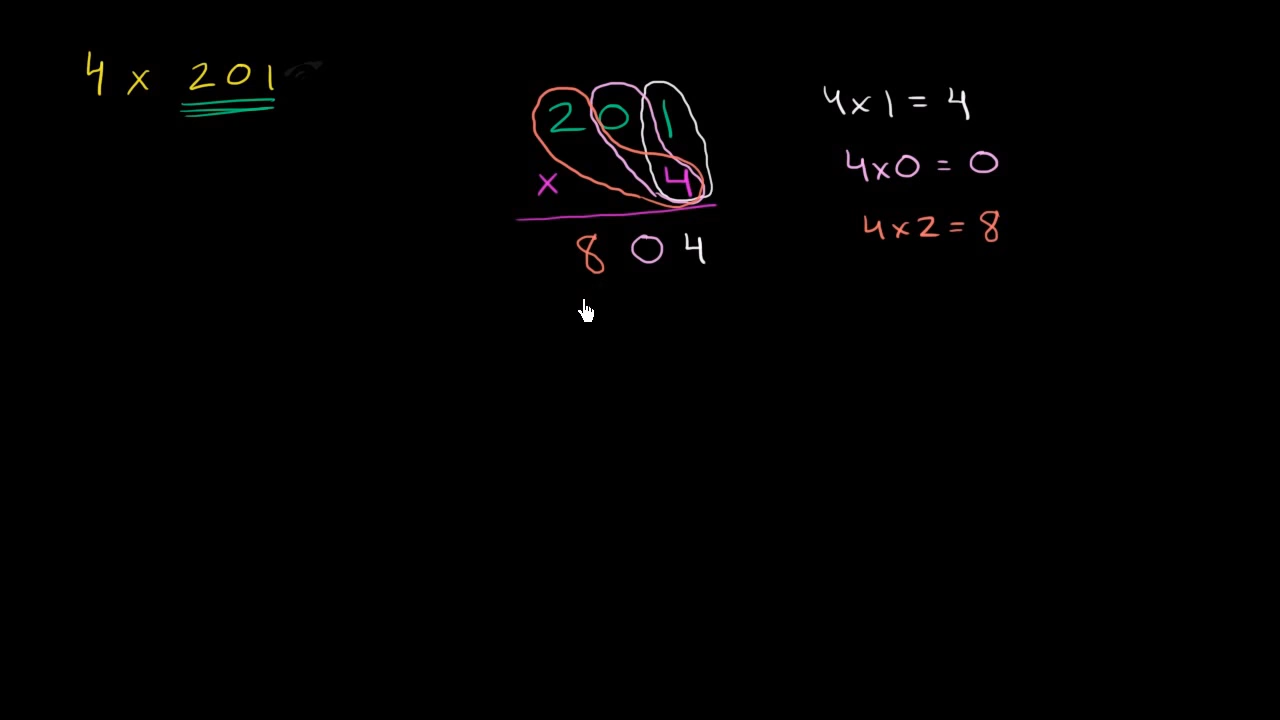 4 x 201
201
x 4
804
4x1 = 4
4x0 = 0
4x2 = 8